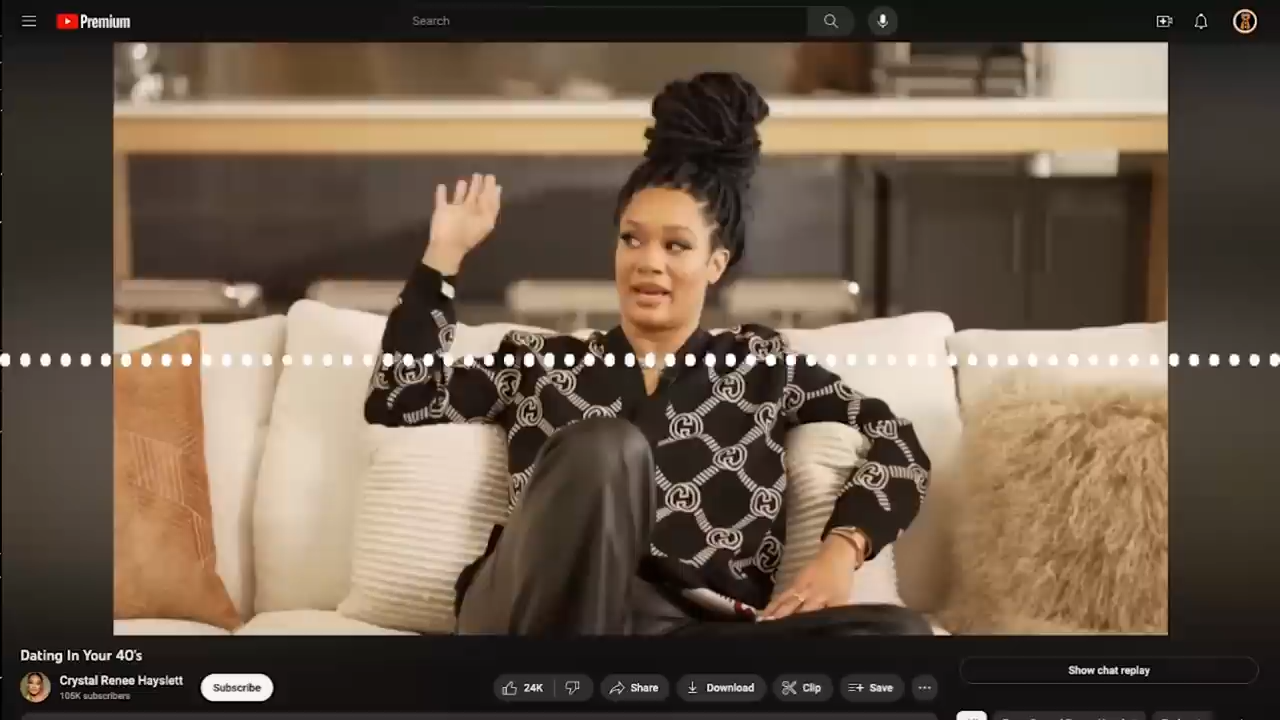 Premium
Search
Dating In Your 40's
Crystal Renee Hayslett
105K subscribers
Subscribe
24K
Share
Download
Clip
Save
Show chat replay